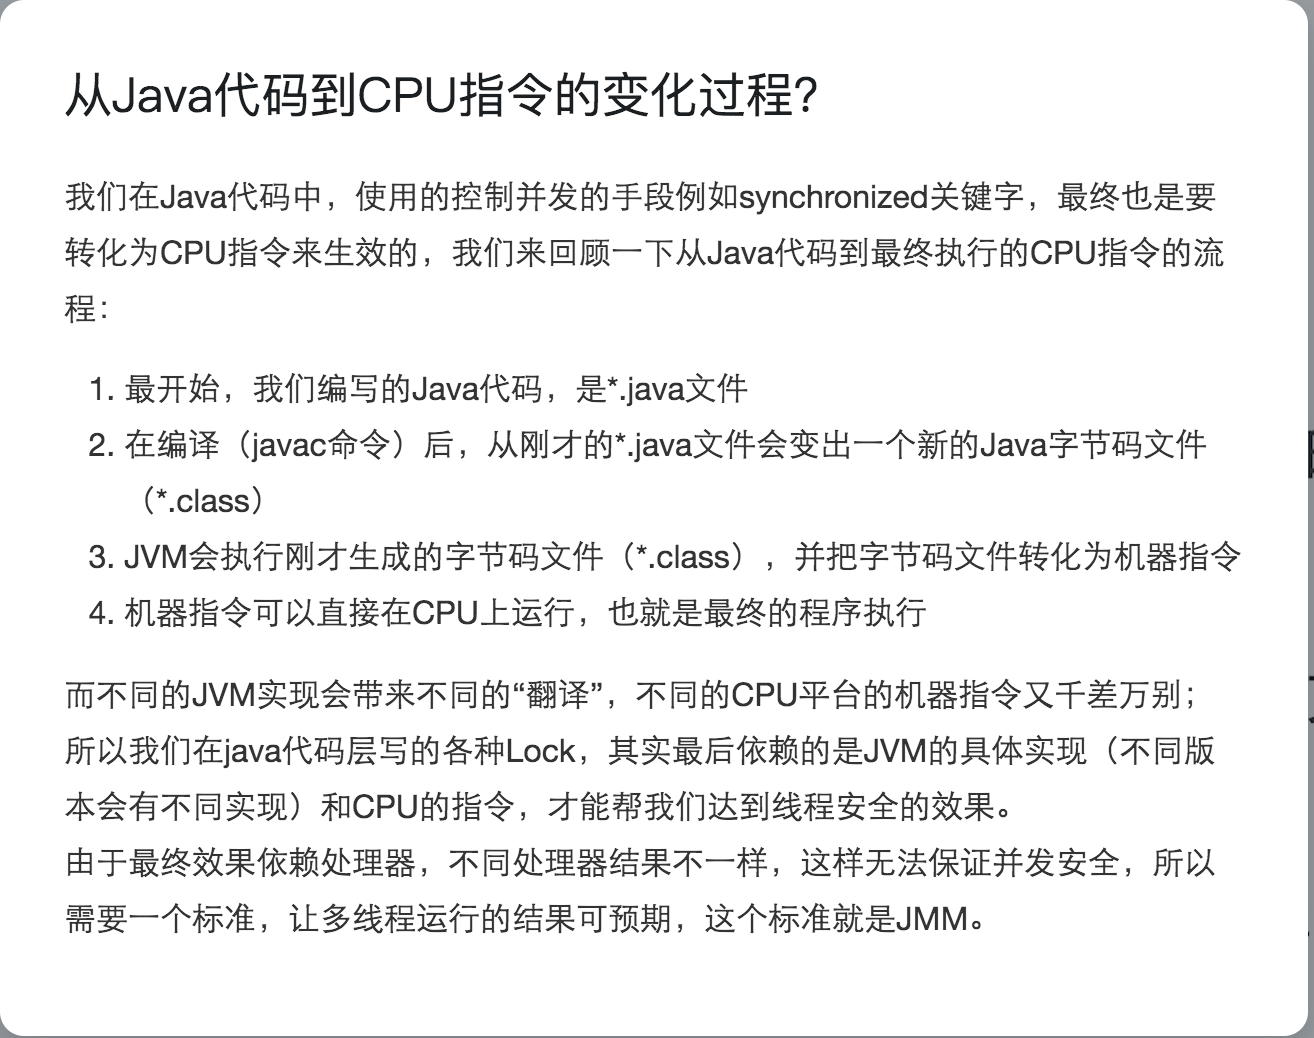 从Java代码到CPU指令的变化过程？
我们在Java代码中，使用的控制并发的手段例如synchronized关键字，最终也是要
转化为CPU指令来生效的，我们来回顾一下从Java代码到最终执行的CPU指令的流
程：
1. 最开始，我们编写的Java代码，是*.java文件
2. 在编译（javac命令）后，从刚才的*.java文件会变出一个新的Java字节码文件
（*.class）
3. JVM会执行刚才生成的字节码文件（*.class），并把字节码文件转化为机器指令
4. 机器指令可以直接在CPU上运行，也就是最终的程序执行
而不同的JVM实现会带来不同的“翻译”，不同的CPU平台的机器指令又千差万别；
所以我们在java代码层写的各种Lock，其实最后依赖的是JVM的具体实现（不同版
本会有不同实现）和CPU的指令，才能帮我们达到线程安全的效果。
由于最终效果依赖处理器，不同处理器结果不一样，这样无法保证并发安全，所以
需要一个标准，让多线程运行的结果可预期，这个标准就是JMM。